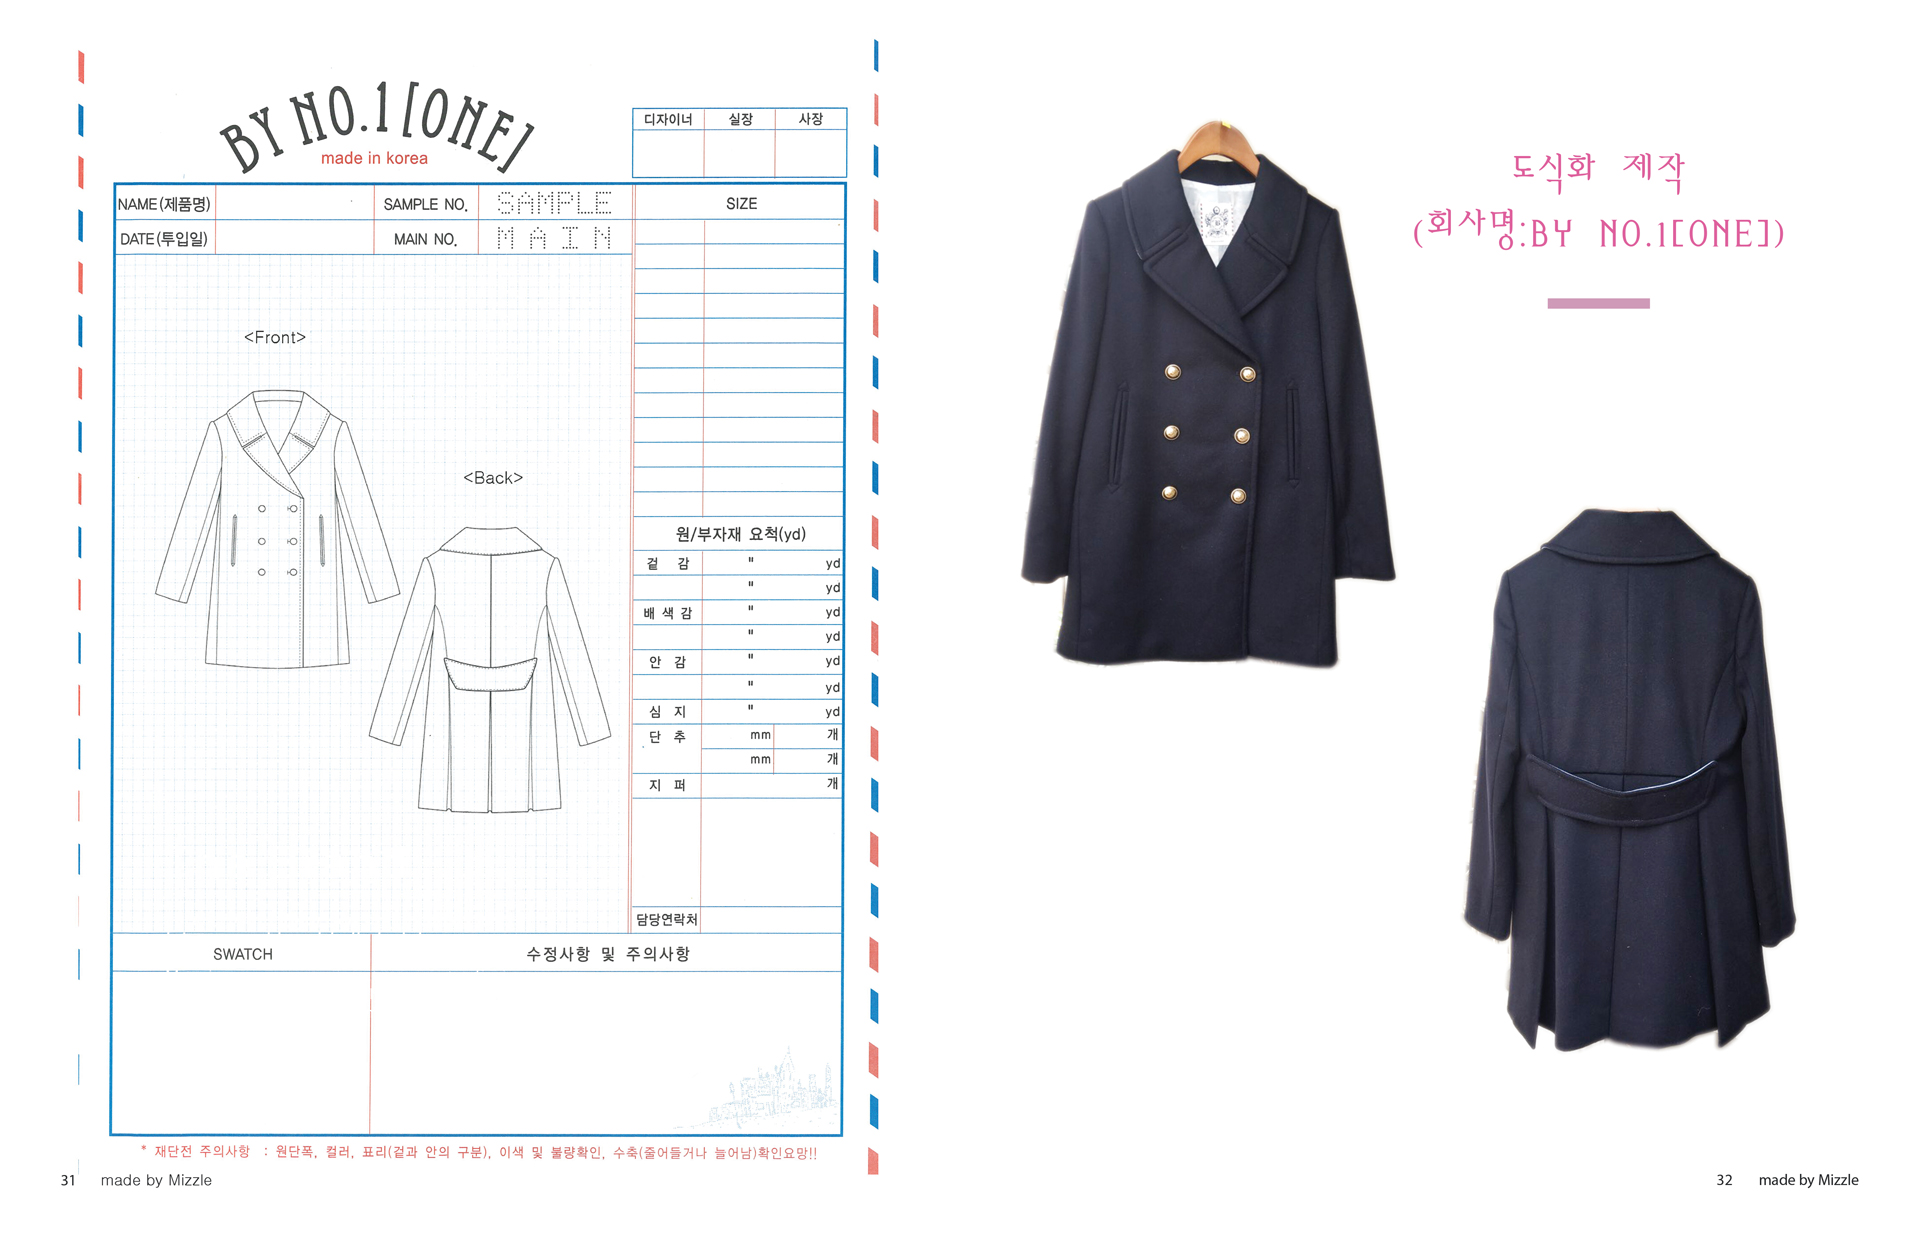 BY NO.1[ONE]
made in korea
디자이너 실장 사장
NAME(제품명) SAMPLE NO. SAMPLE SIZE
DATE(투입일) MAIN NO. MAIN
<Front>
<Back>
원/부자재 요척(yd)
겉 감 " yd
" yd
배 색 감 " yd
" yd
안 감 " yd
" yd
심 지 " yd
단 추 mm 개
mm 개
지 퍼 개
담당연락처
SWATCH 수정사항 및 주의사항
* 재단전 주의사항 : 원단폭, 컬러, 표리(겉과 안의 구분), 이색 및 불량확인, 수축(줄어들거나 늘어남)확인요망!!
31 made by Mizzle
도식화 제작
(회사명:BY NO.1[ONE])
32 made by Mizzle